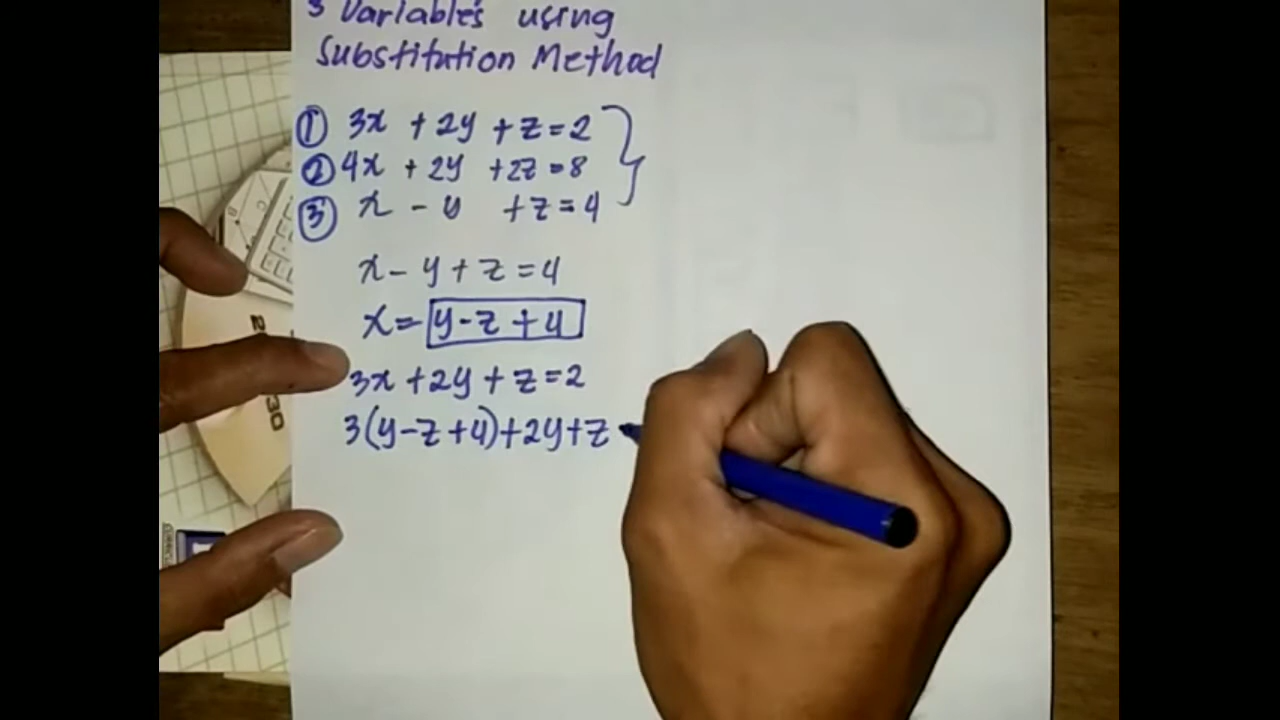 3 Variables using
Substitution Method
① 3x + 2y + z = 2
② 4x + 2y + 2z = 8
③ x - y + z = 4
x - y + z = 4
x = y - z + 4
3x + 2y + z = 2
3(y - z + 4) + 2y + z